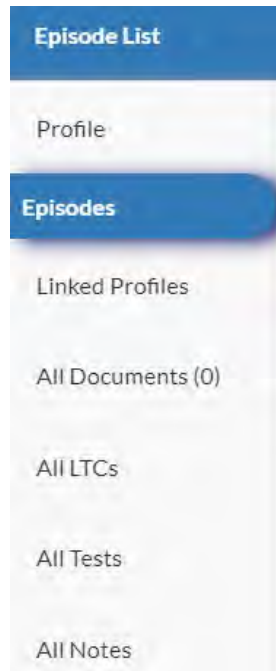 Episode List
Profile
Episodes
Linked Profiles
All Documents (0)
All LTCs
All Tests
All Notes